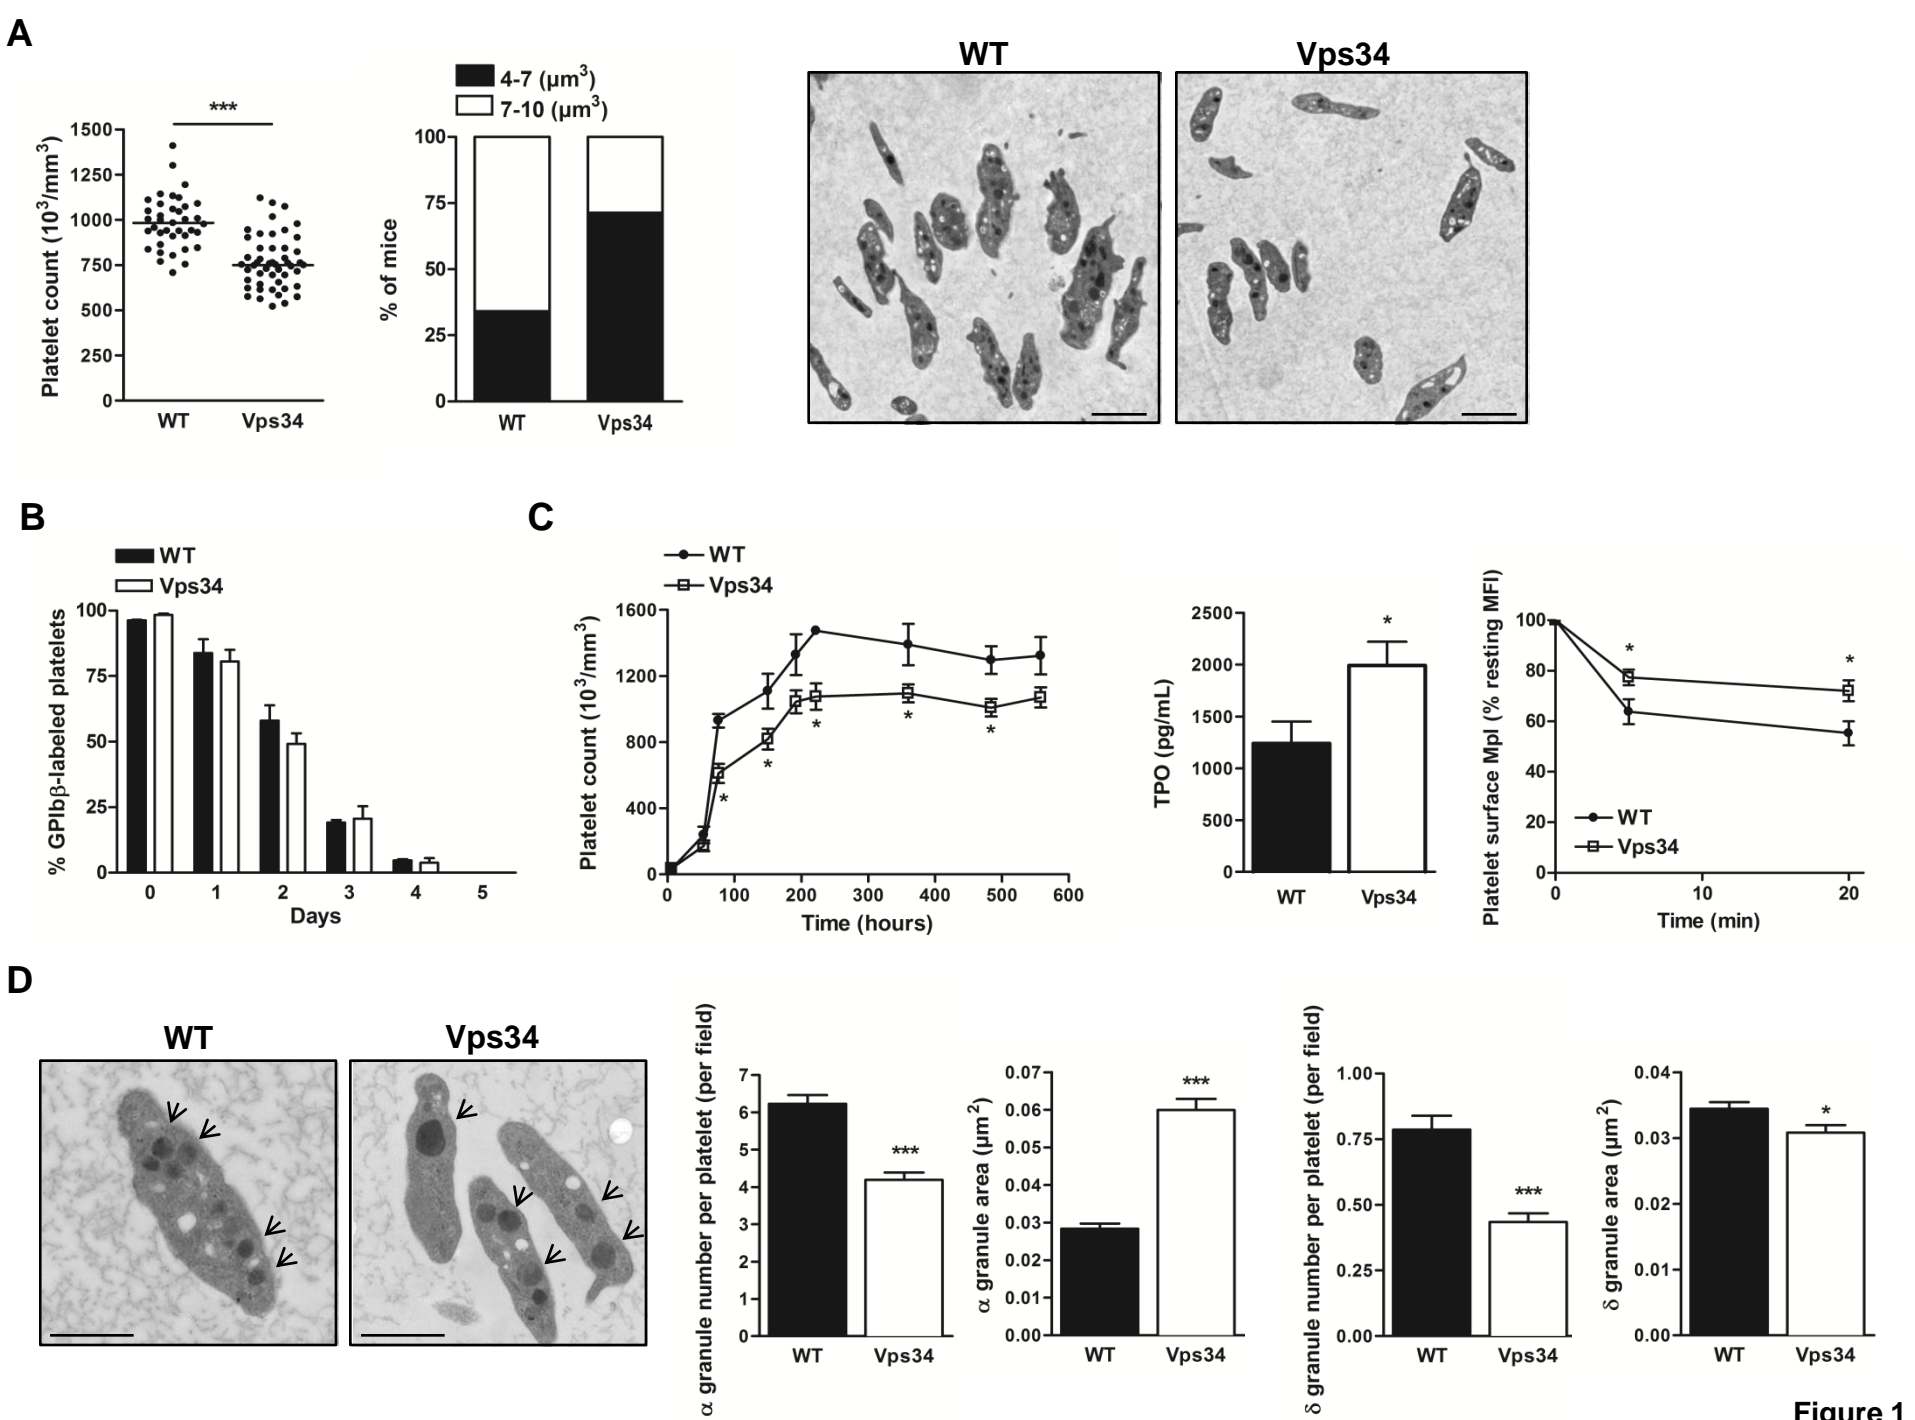 A
***
Platelet count (10³/mm³)
1500
1250
1000
750
500
250
0
WT
Vps34
4-7 (µm³)
7-10 (µm³)
% of mice
100
75
50
25
0
WT
Vps34
WT
Vps34
B
WT
Vps34
% GPIbβ-labeled platelets
100
75
50
25
0
0 1 2 3 4 5
Days
C
WT
Vps34
Platelet count (10³/mm³)
1600
1200
800
400
0
*
*
*
*
*
0 100 200 300 400 500 600
Time (hours)
TPO (pg/mL)
2500
2000
1500
1000
500
0
*
WT
Vps34
Platelet surface Mpl (% resting MFI)
100
80
60
40
20
0
*
*
WT
Vps34
0 10 20
Time (min)
D
WT
Vps34
α granule number per platelet (per field)
7
6
5
4
3
2
1
0
***
WT
Vps34
α granule area (µm²)
0.07
0.06
0.05
0.04
0.03
0.02
0.01
0.00
***
WT
Vps34
δ granule number per platelet (per field)
1.00
0.75
0.50
0.25
0.00
***
WT
Vps34
δ granule area (µm²)
0.04
0.03
0.02
0.01
0.00
*
WT
Vps34
Figure 1